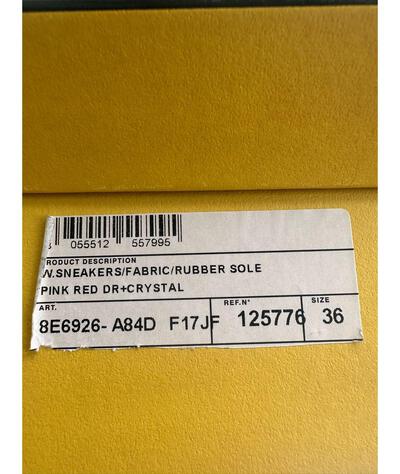 055512 557995
PRODUCT DESCRIPTION
W.SNEAKERS/FABRIC/RUBBER SOLE
PINK RED DR+CRYSTAL
ART. REF.N° SIZE
8E6926- A84D F17JF 125776 36